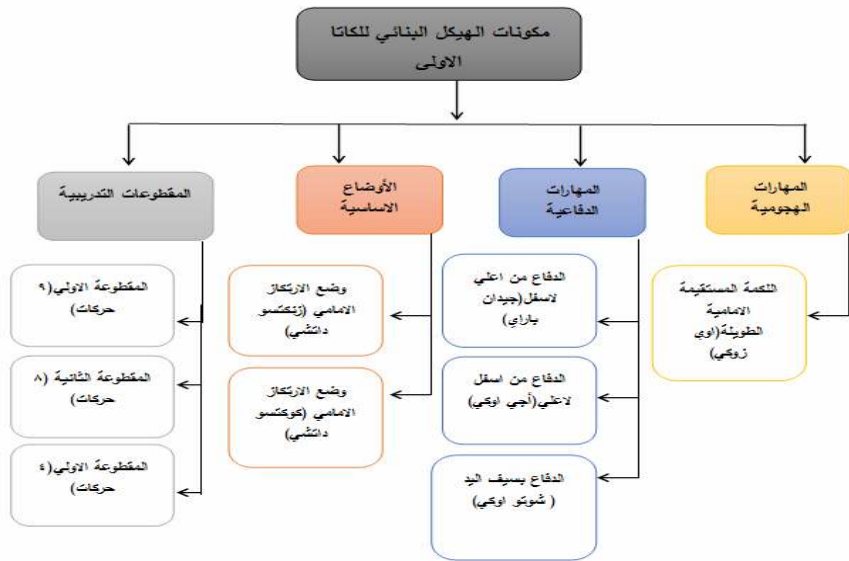 مكونات الهيكل البنائي للكاتا
الاولى
المهارات
الهجومية
المهارات
الدفاعية
الأوضاع
الاساسية
المقطوعات التدريبية
اللكمة المستقيمة
الامامية
الطويلة(اوي
زوكي)
الدفاع من اعلي
لاسفل(جيدان
باراي)
الدفاع من اسفل
لاعلي(أجي اوكي)
الدفاع بسيف اليد
( شوتو اوكي)
وضع الارتكاز
الامامي (زنكتسو
داتشي)
وضع الارتكاز
الامامي (كوكتسو
داتشي)
المقطوعة الاولي(٩
حركات)
المقطوعة الثانية (٨
حركات)
المقطوعة الاولي(٤
حركات)